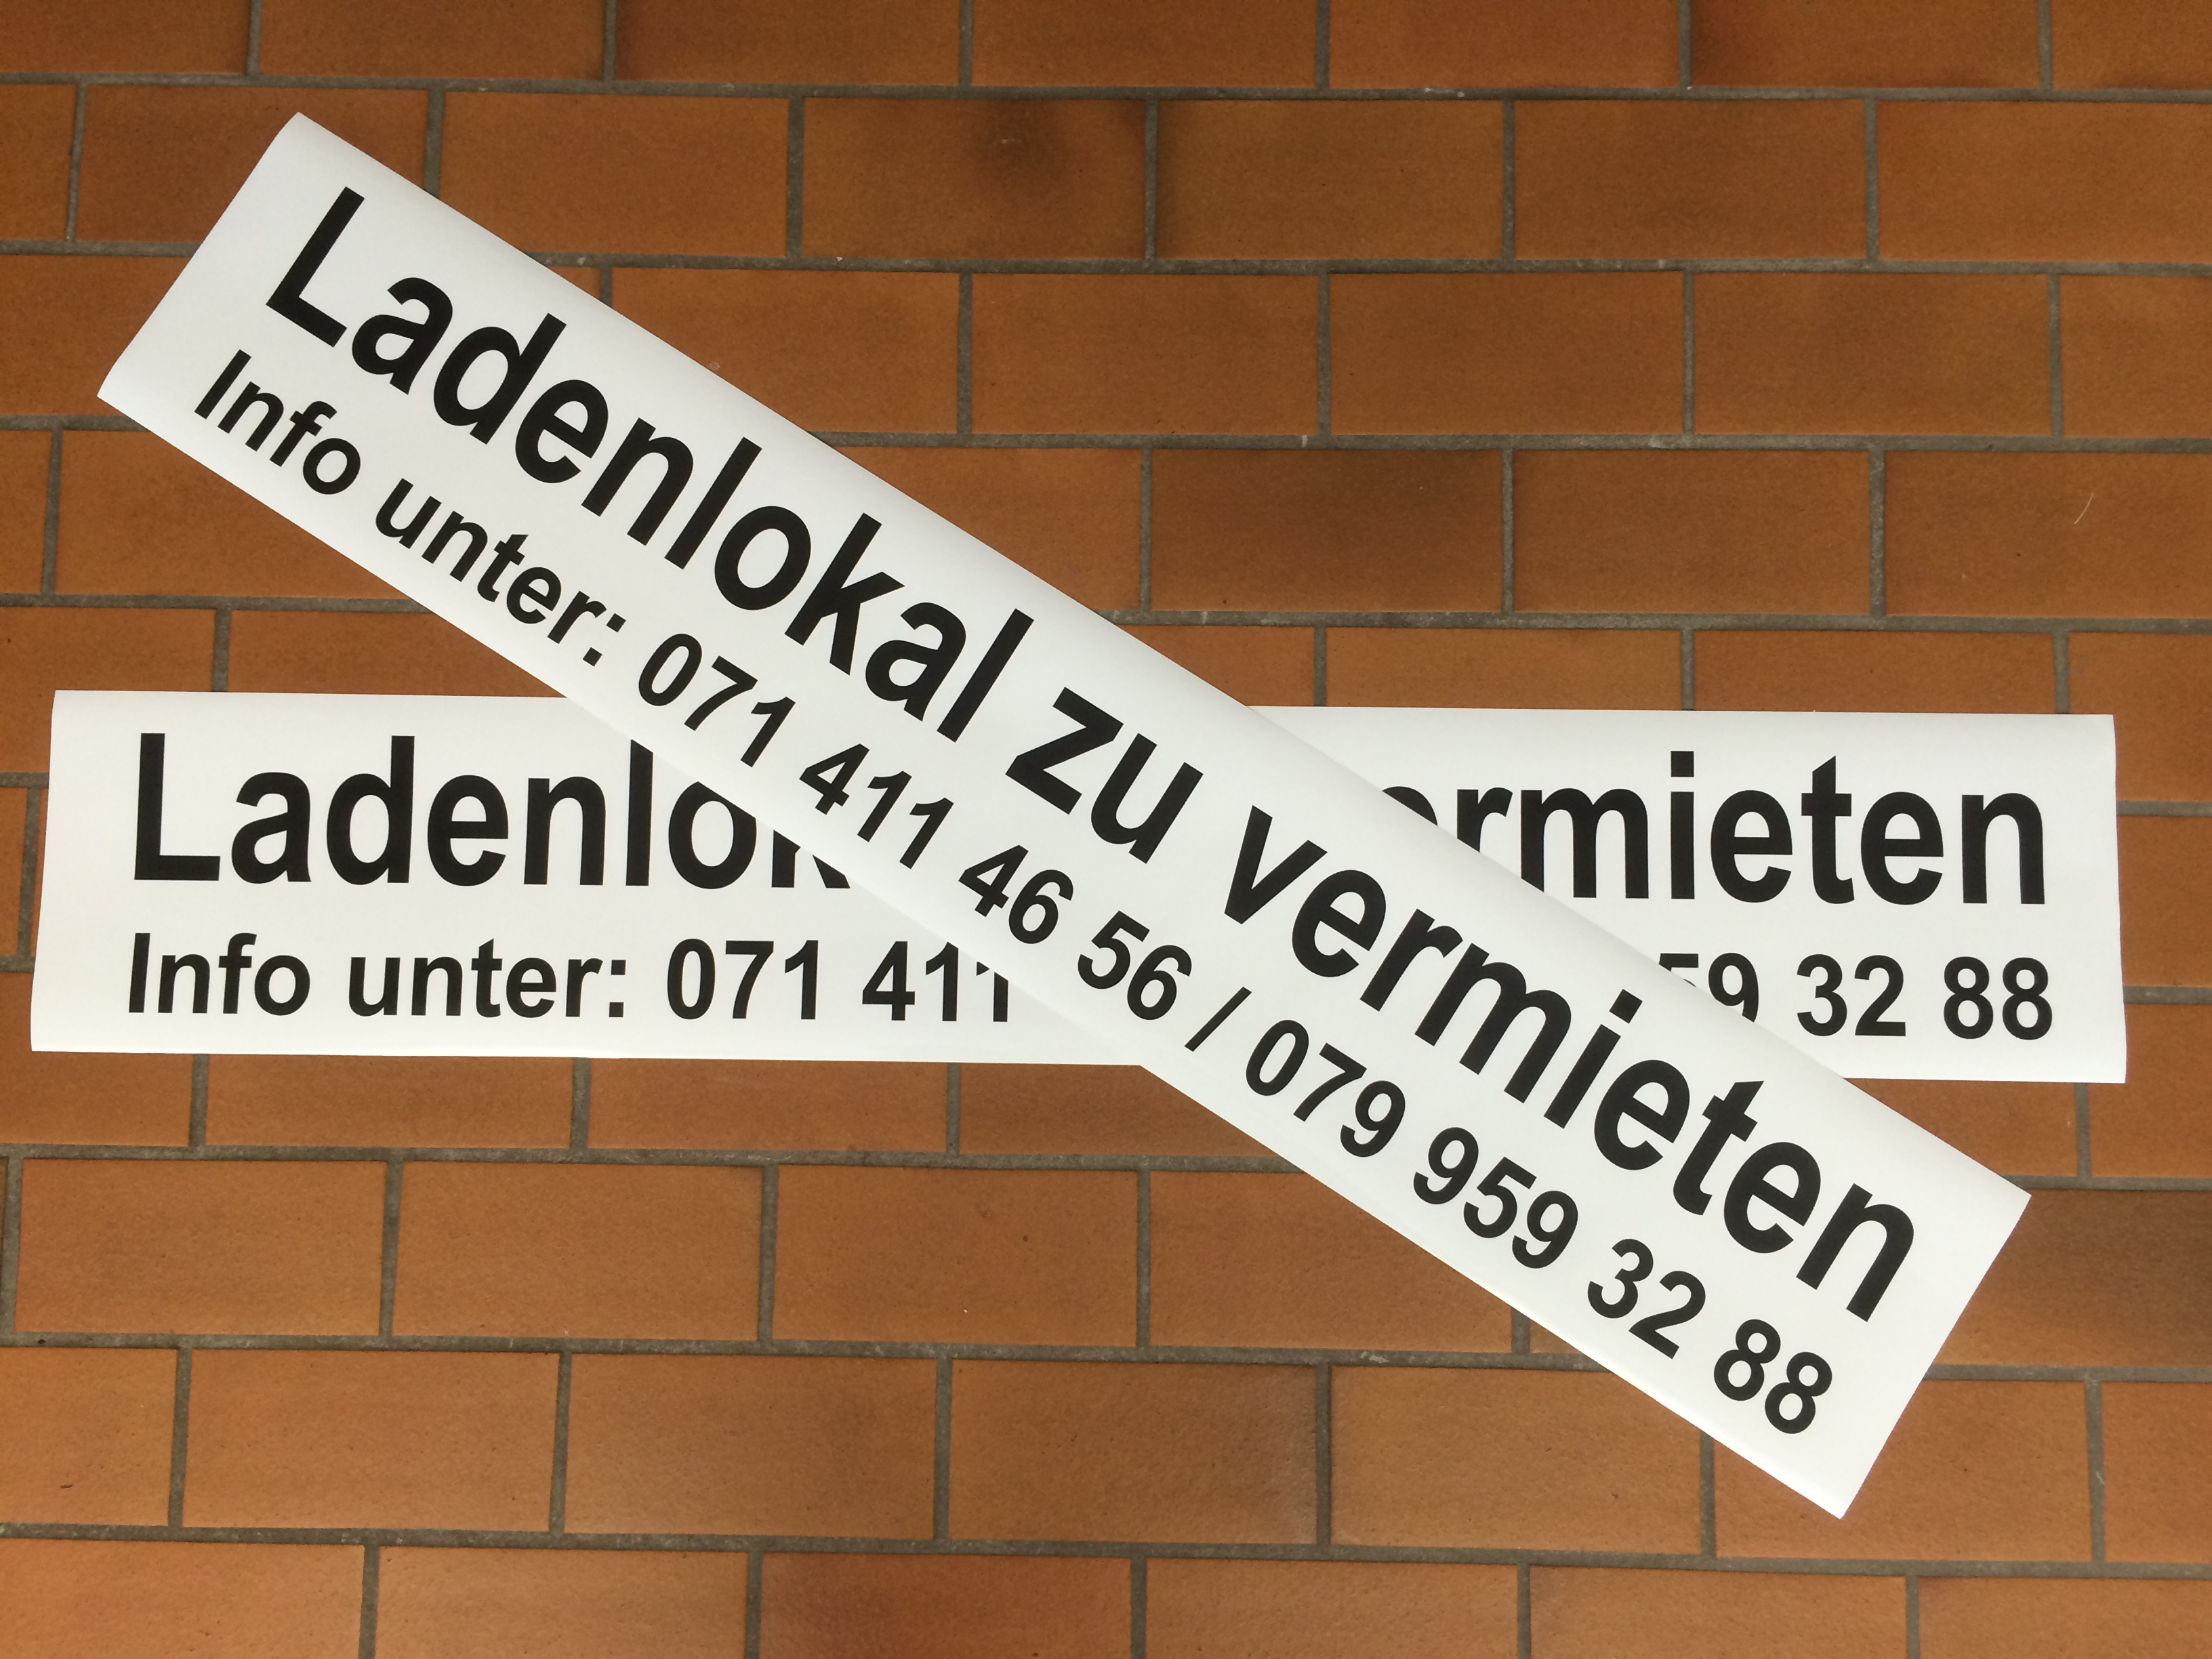 Ladenlokal zu vermieten
Info unter: 071 411 46 56 / 079 959 32 88
Ladenlok ermieten
Info unter: 071 411 59 32 88